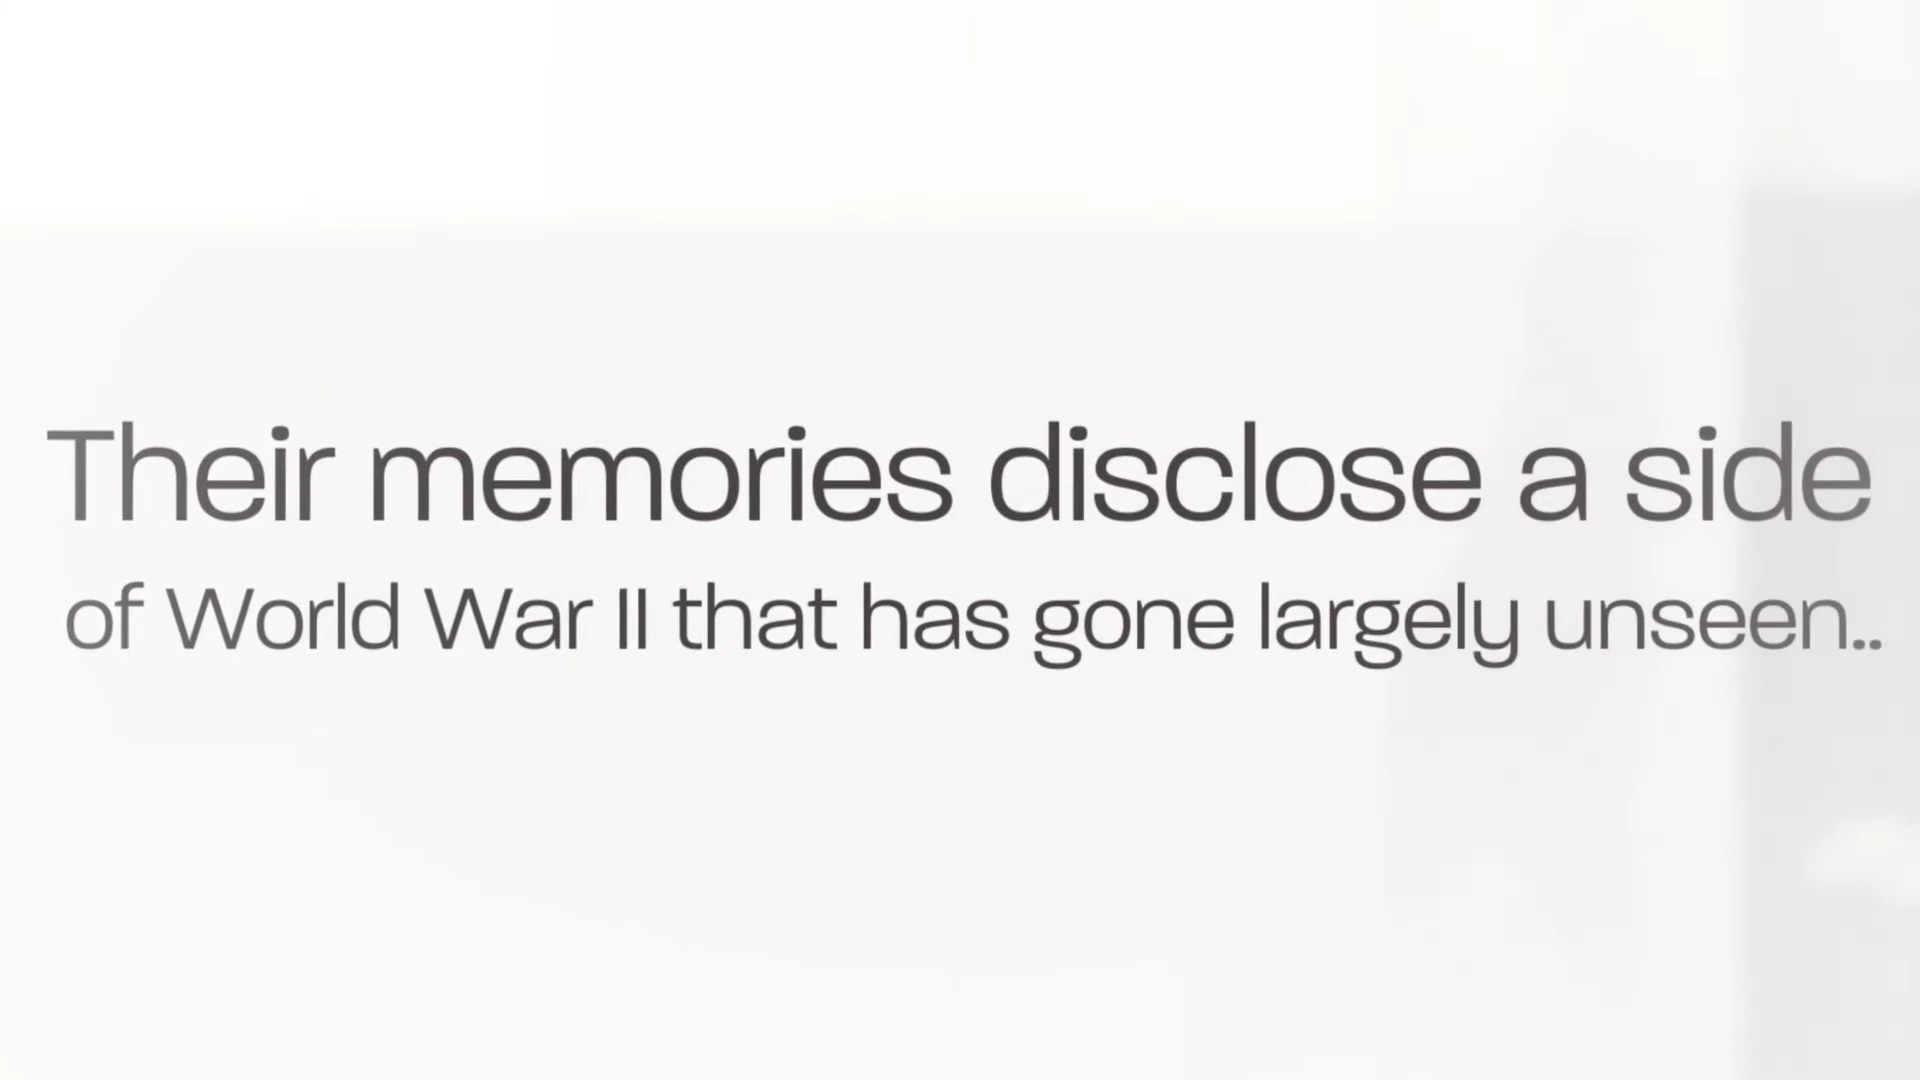 Their memories disclose a side
of World War II that has gone largely unseen..